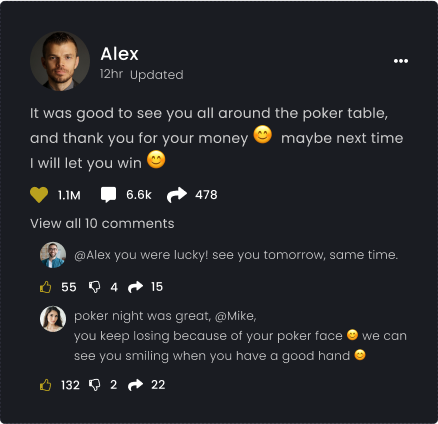 Alex
12hr Updated
It was good to see you all around the poker table,
and thank you for your money 😊 maybe next time
I will let you win 😊
1.1M 6.6k 478
View all 10 comments
@Alex you were lucky! see you tomorrow, same time.
55 4 15
poker night was great, @Mike,
you keep losing because of your poker face 😊 we can
see you smiling when you have a good hand 😊
132 2 22